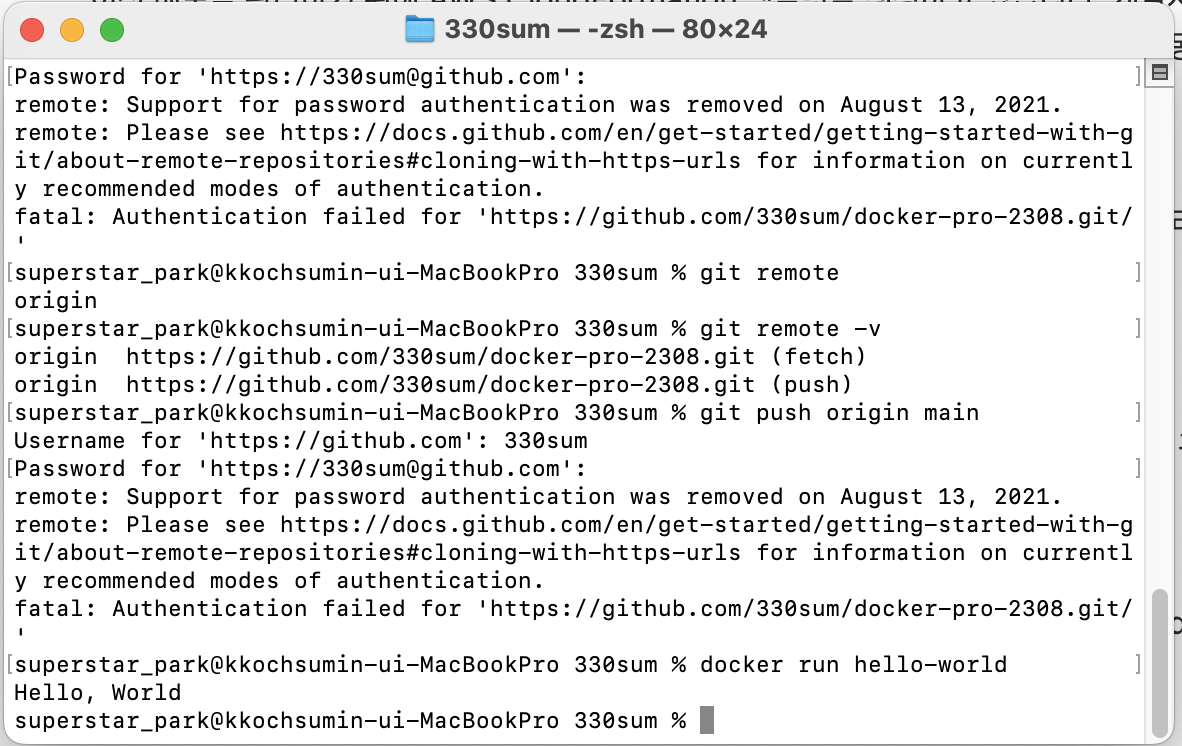 330sum — -zsh — 80×24
[Password for 'https://330sum@github.com': ]
remote: Support for password authentication was removed on August 13, 2021.
remote: Please see https://docs.github.com/en/get-started/getting-started-with-g
it/about-remote-repositories#cloning-with-https-urls for information on currentl
y recommended modes of authentication.
fatal: Authentication failed for 'https://github.com/330sum/docker-pro-2308.git/
'
[superstar_park@kkochsumin-ui-MacBookPro 330sum % git remote ]
origin
[superstar_park@kkochsumin-ui-MacBookPro 330sum % git remote -v ]
origin  https://github.com/330sum/docker-pro-2308.git (fetch)
origin  https://github.com/330sum/docker-pro-2308.git (push)
[superstar_park@kkochsumin-ui-MacBookPro 330sum % git push origin main ]
Username for 'https://github.com': 330sum
[Password for 'https://330sum@github.com': ]
remote: Support for password authentication was removed on August 13, 2021.
remote: Please see https://docs.github.com/en/get-started/getting-started-with-g
it/about-remote-repositories#cloning-with-https-urls for information on currentl
y recommended modes of authentication.
fatal: Authentication failed for 'https://github.com/330sum/docker-pro-2308.git/
'
[superstar_park@kkochsumin-ui-MacBookPro 330sum % docker run hello-world ]
Hello, World
superstar_park@kkochsumin-ui-MacBookPro 330sum %